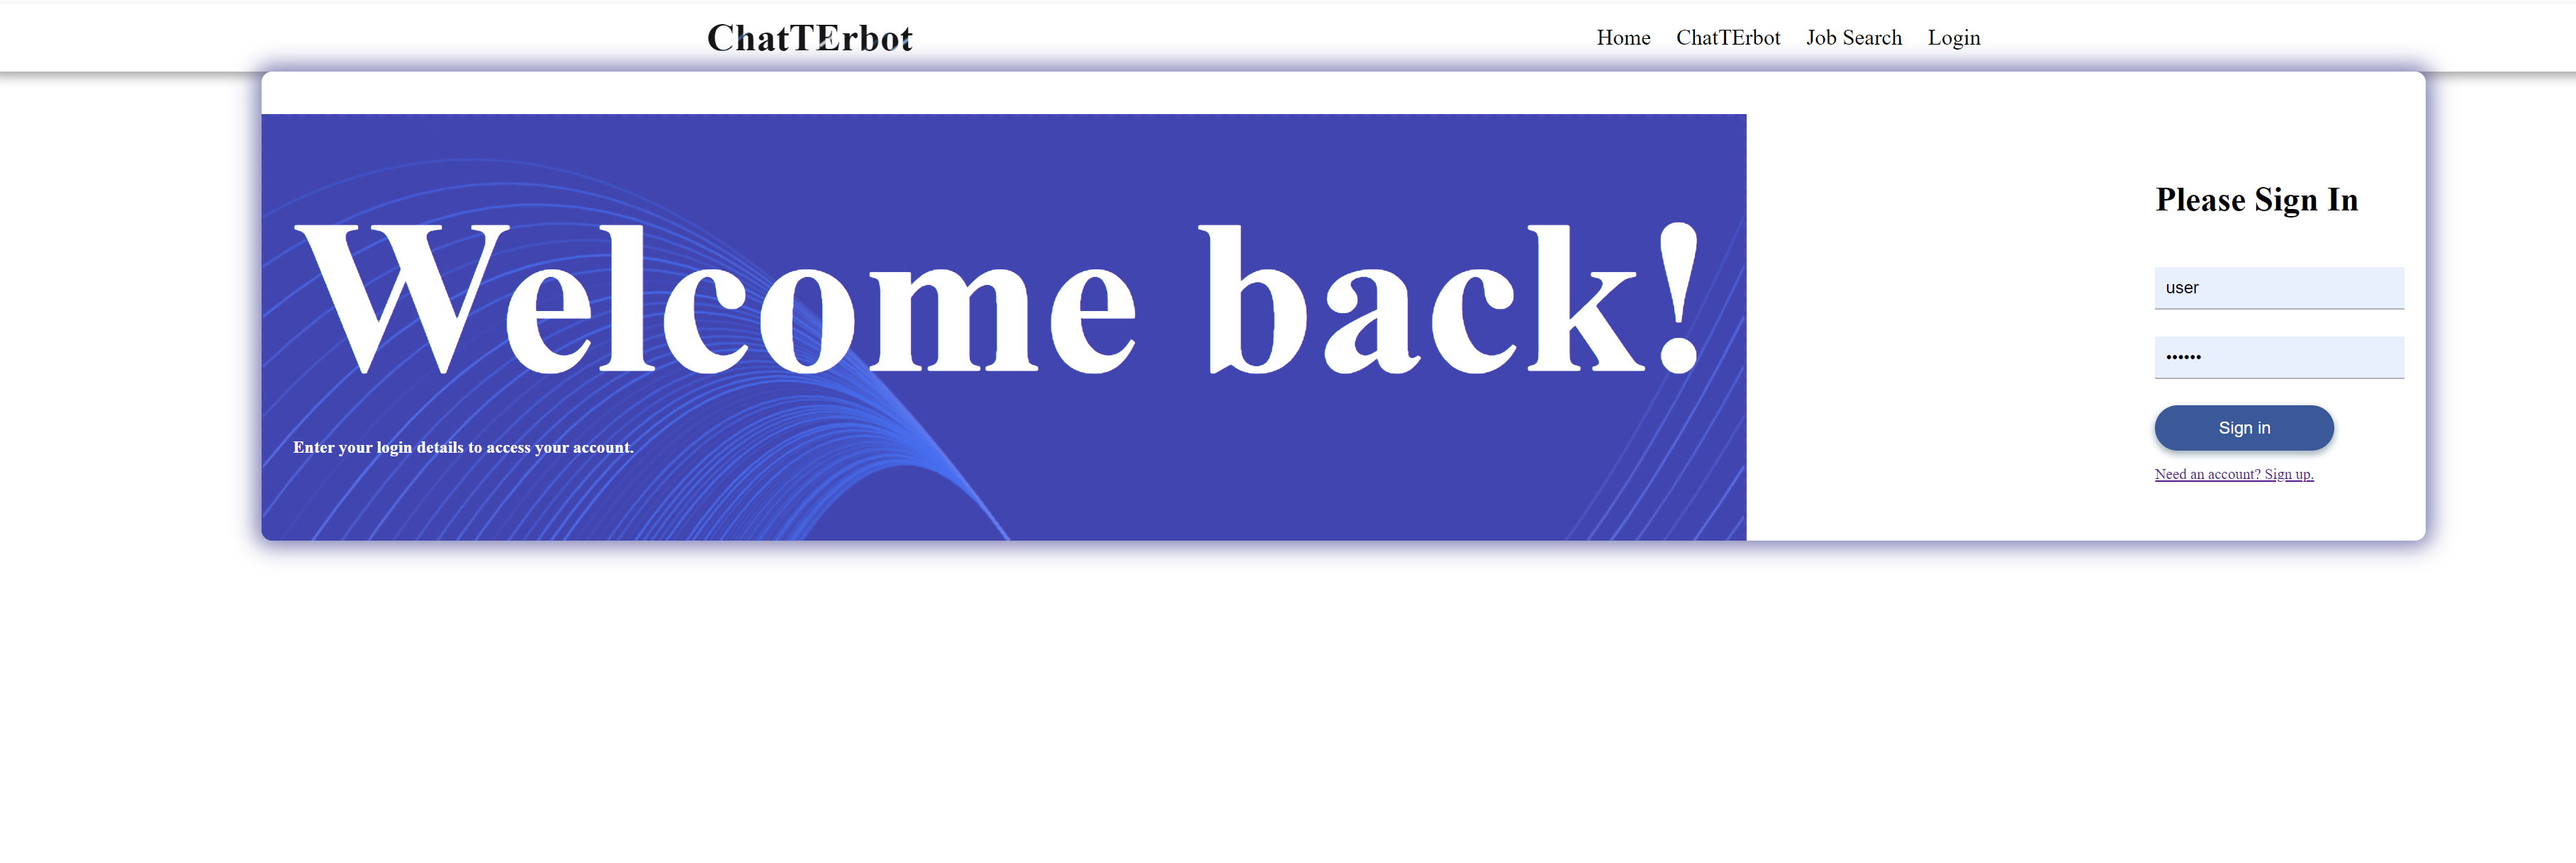 ChatTErbot
Home ChatTErbot Job Search Login
Welcome back!
Enter your login details to access your account.
Please Sign In
user
••••••
Sign in
Need an account? Sign up.